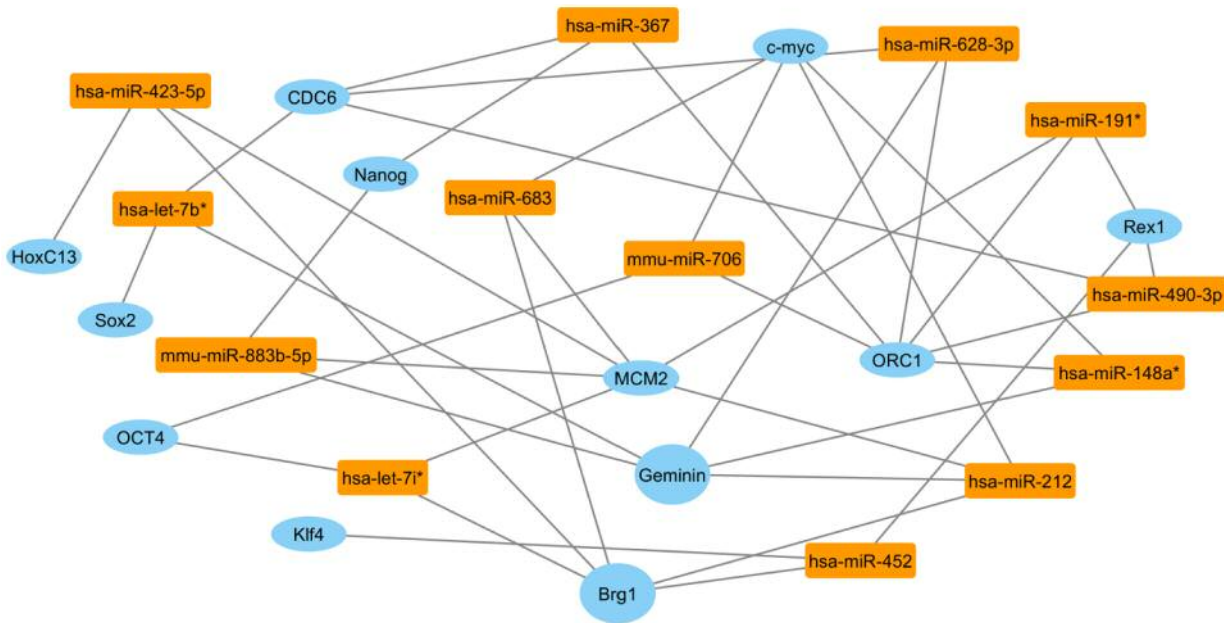 hsa-miR-367
c-myc
hsa-miR-628-3p
hsa-miR-423-5p
CDC6
hsa-miR-191*
Nanog
hsa-miR-683
hsa-let-7b*
Rex1
HoxC13
mmu-miR-706
hsa-miR-490-3p
Sox2
mmu-miR-883b-5p
ORC1
hsa-miR-148a*
MCM2
OCT4
Geminin
hsa-let-7i*
hsa-miR-212
Klf4
hsa-miR-452
Brg1